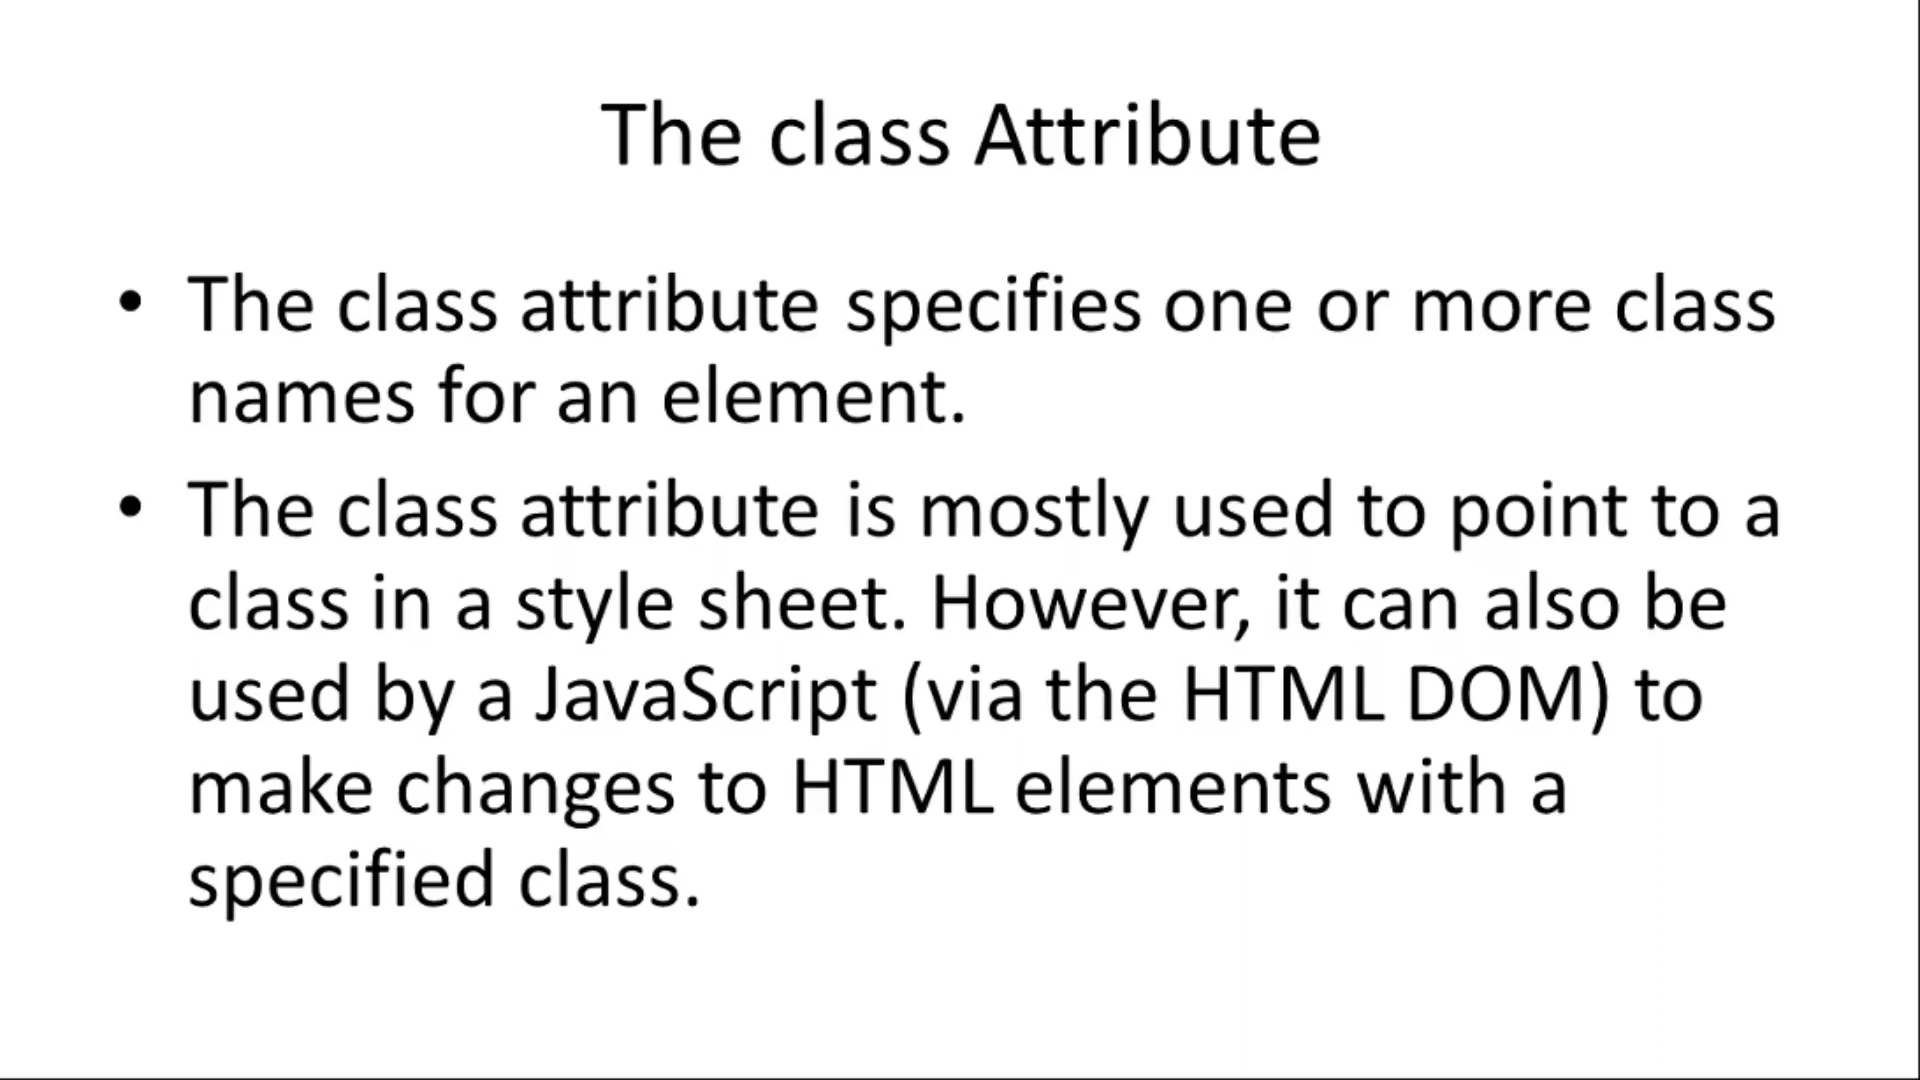 The class Attribute
• The class attribute specifies one or more class
names for an element.
• The class attribute is mostly used to point to a
class in a style sheet. However, it can also be
used by a JavaScript (via the HTML DOM) to
make changes to HTML elements with a
specified class.